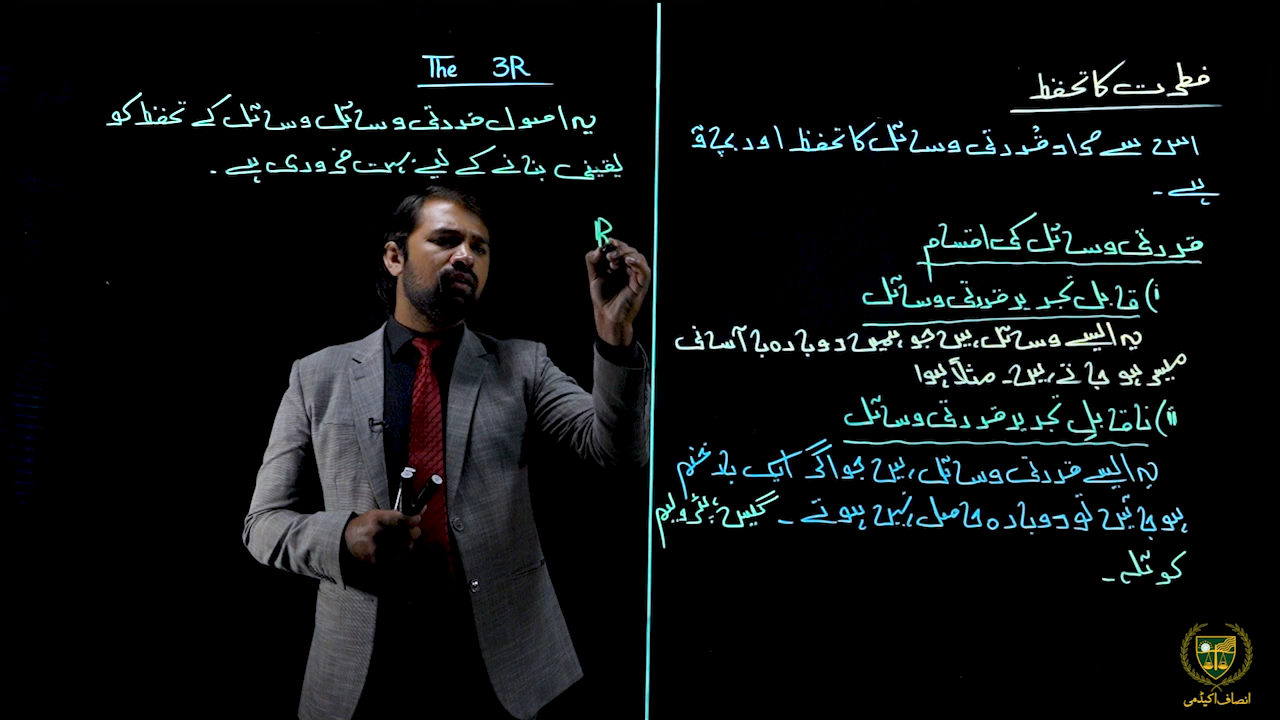 فطرت کا تحفظ
اس سے مراد قدرتی وسائل کا تحفظ اور بچاؤ
ہے۔
قدرتی وسائل کی اقسام
i) قابل تجدید قدرتی وسائل
یہ ایسے وسائل ہیں جو ہمیں دوبارہ با آسانی
میسر ہو جاتے ہیں۔ مثلاً ہوا
ii) ناقابلِ تجدید قدرتی وسائل
یہ ایسے قدرتی وسائل ہیں جو اگر ایک بار ختم
ہو جائیں تو دوبارہ حاصل نہیں ہوتے۔ گیس، پٹرولیم
کوئلہ۔
The 3R
یہ اصول قدرتی وسائل وسائل کے تحفظ کو
یقینی بنانے کے لیے بہت ضروری ہے۔
R
انصاف اکیڈمی